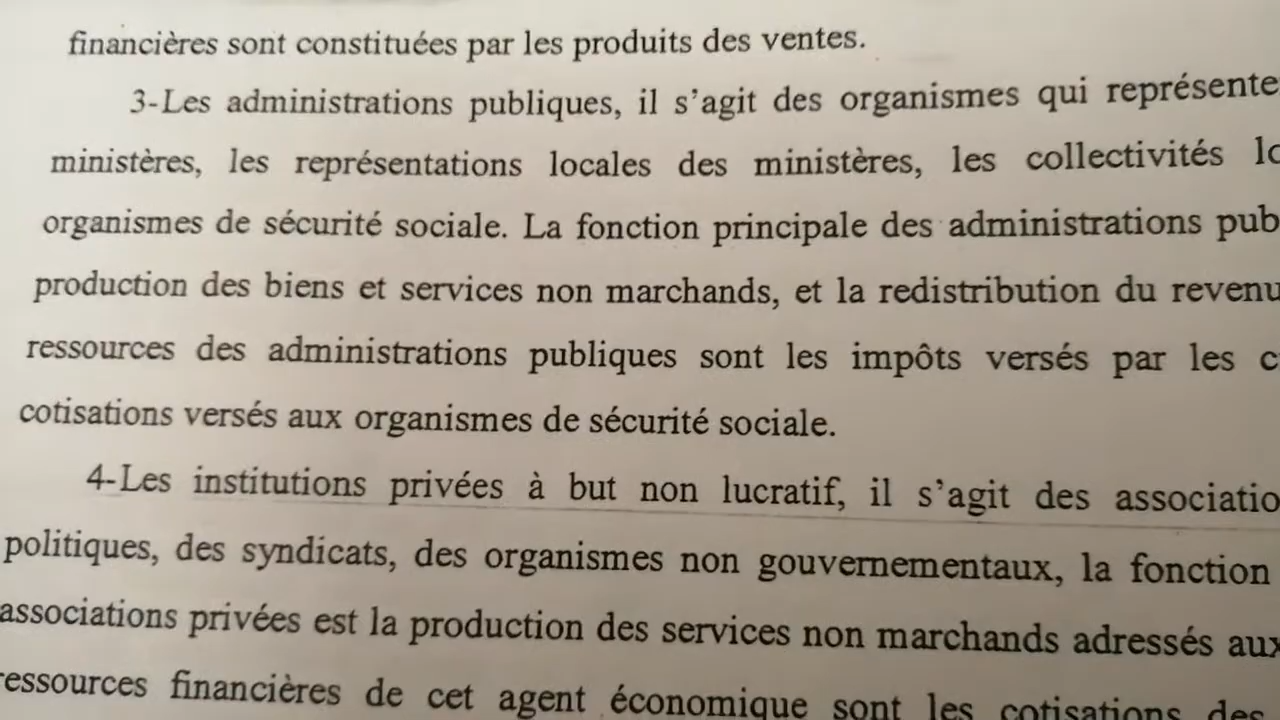 financières sont constituées par les produits des ventes.
3-Les administrations publiques, il s'agit des organismes qui
ministères, les représentations locales des ministères, les collectivités
organismes de sécurité sociale. La fonction principale des administrations
production des biens et services non marchands, et la redistribution du revenu
ressources des administrations publiques sont les impôts versés par les
cotisations versés aux organismes de sécurité sociale.
4-Les institutions privées à but non lucratif, il s'agit des
politiques, des syndicats, des organismes non gouvernementaux, la fonction
associations privées est la production des services non marchands adressés aux
financières de cet agent économique sont les cotisations des